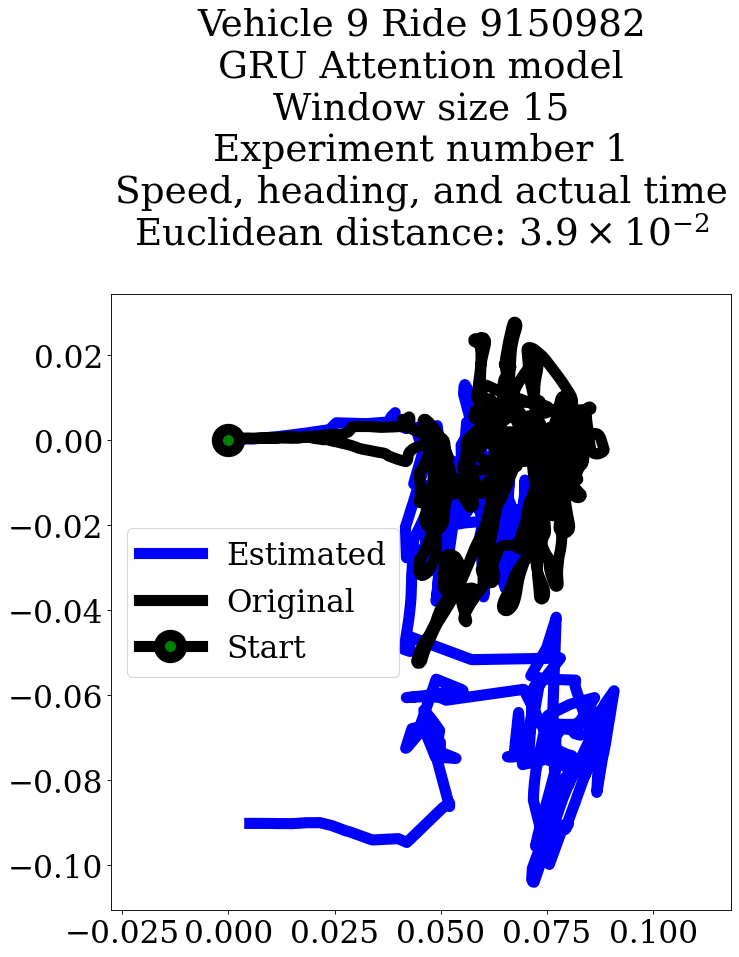 Vehicle 9 Ride 9150982
GRU Attention model
Window size 15
Experiment number 1
Speed, heading, and actual time
Euclidean distance: 3.9 × 10⁻²
0.02
0.00
−0.02
−0.04
−0.06
−0.08
−0.10
Estimated
Original
Start
−0.025 0.000 0.025 0.050 0.075 0.100